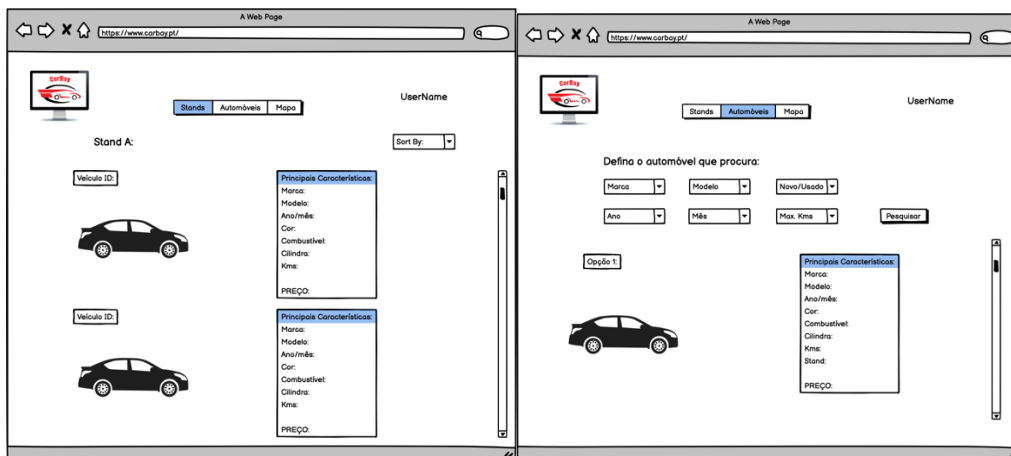 A Web Page
https://www.carbay.pt/
CarBay
Stands Automóveis Mapa
UserName
Stand A:
Sort By:
Veículo ID:
Principais Características:
Marca:
Modelo:
Ano/mês:
Cor:
Combustível:
Cilindra:
Kms:
PREÇO:
Veículo ID:
Principais Características:
Marca:
Modelo:
Ano/mês:
Cor:
Combustível:
Cilindra:
Kms:
PREÇO:
A Web Page
https://www.carbay.pt/
CarBay
Stands Automóveis Mapa
UserName
Defina o automóvel que procura:
Marca Modelo Novo/Usado
Ano Mês Max. Kms Pesquisar
Opção 1:
Principais Características:
Marca:
Modelo:
Ano/mês:
Cor:
Combustível:
Cilindra:
Kms:
Stand:
PREÇO: